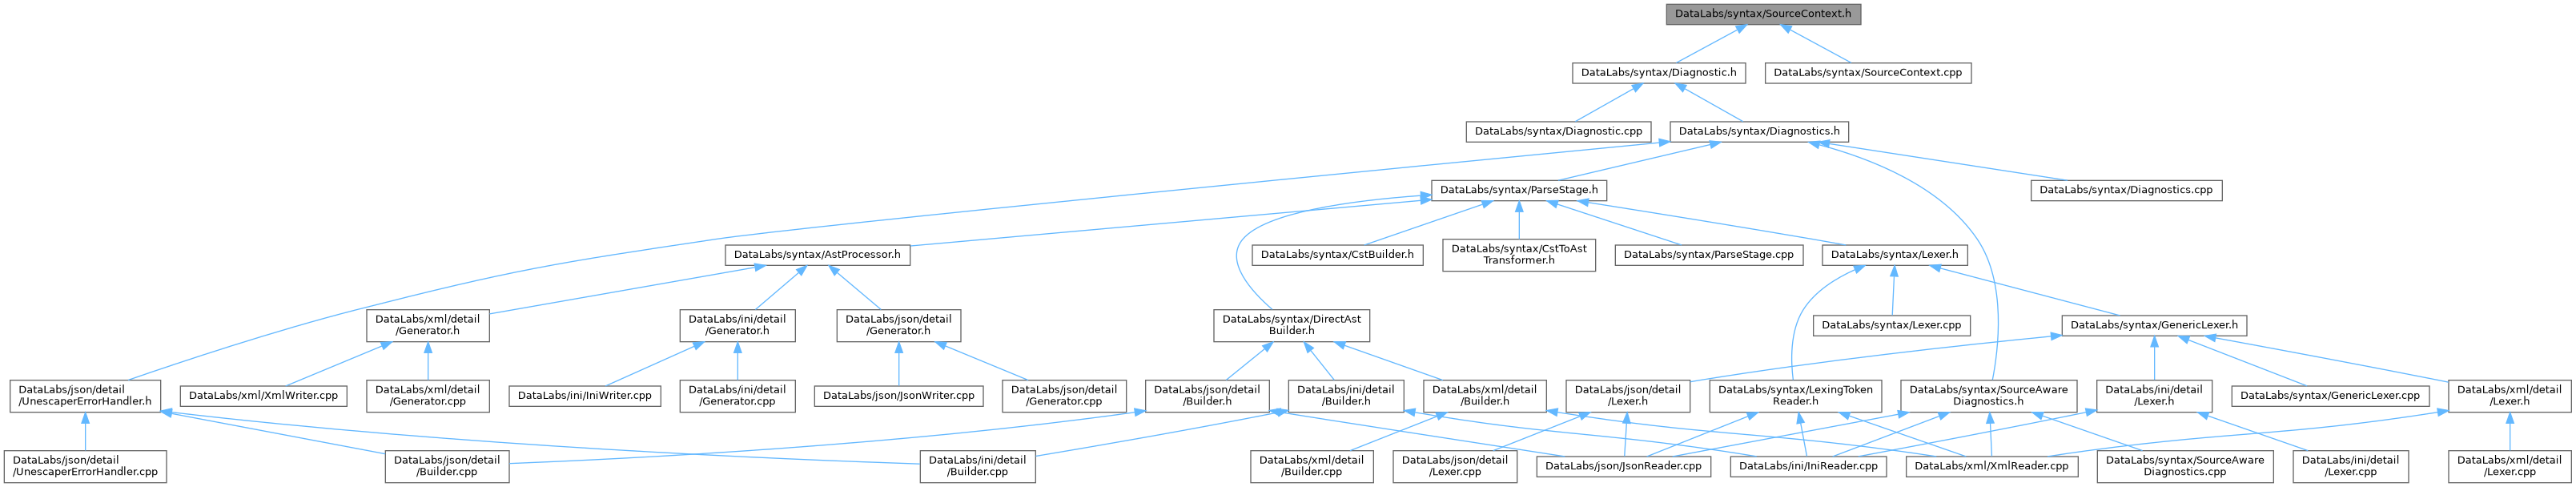 DataLabs/syntax/SourceContext.h
DataLabs/syntax/Diagnostic.h
DataLabs/syntax/SourceContext.cpp
DataLabs/syntax/Diagnostic.cpp
DataLabs/syntax/Diagnostics.h
DataLabs/syntax/ParseStage.h
DataLabs/syntax/Diagnostics.cpp
DataLabs/syntax/AstProcessor.h
DataLabs/syntax/CstBuilder.h
DataLabs/syntax/CstToAst
Transformer.h
DataLabs/syntax/ParseStage.cpp
DataLabs/syntax/Lexer.h
DataLabs/xml/detail
/Generator.h
DataLabs/ini/detail
/Generator.h
DataLabs/json/detail
/Generator.h
DataLabs/syntax/DirectAst
Builder.h
DataLabs/syntax/Lexer.cpp
DataLabs/syntax/GenericLexer.h
DataLabs/json/detail
/UnescaperErrorHandler.h
DataLabs/xml/XmlWriter.cpp
DataLabs/xml/detail
/Generator.cpp
DataLabs/ini/IniWriter.cpp
DataLabs/ini/detail
/Generator.cpp
DataLabs/json/JsonWriter.cpp
DataLabs/json/detail
/Generator.cpp
DataLabs/json/detail
/Builder.h
DataLabs/ini/detail
/Builder.h
DataLabs/xml/detail
/Builder.h
DataLabs/json/detail
/Lexer.h
DataLabs/syntax/LexingToken
Reader.h
DataLabs/syntax/SourceAware
Diagnostics.h
DataLabs/ini/detail
/Lexer.h
DataLabs/syntax/GenericLexer.cpp
DataLabs/xml/detail
/Lexer.h
DataLabs/json/detail
/UnescaperErrorHandler.cpp
DataLabs/json/detail
/Builder.cpp
DataLabs/ini/detail
/Builder.cpp
DataLabs/xml/detail
/Builder.cpp
DataLabs/json/detail
/Lexer.cpp
DataLabs/json/JsonReader.cpp
DataLabs/ini/IniReader.cpp
DataLabs/xml/XmlReader.cpp
DataLabs/syntax/SourceAware
Diagnostics.cpp
DataLabs/ini/detail
/Lexer.cpp
DataLabs/xml/detail
/Lexer.cpp